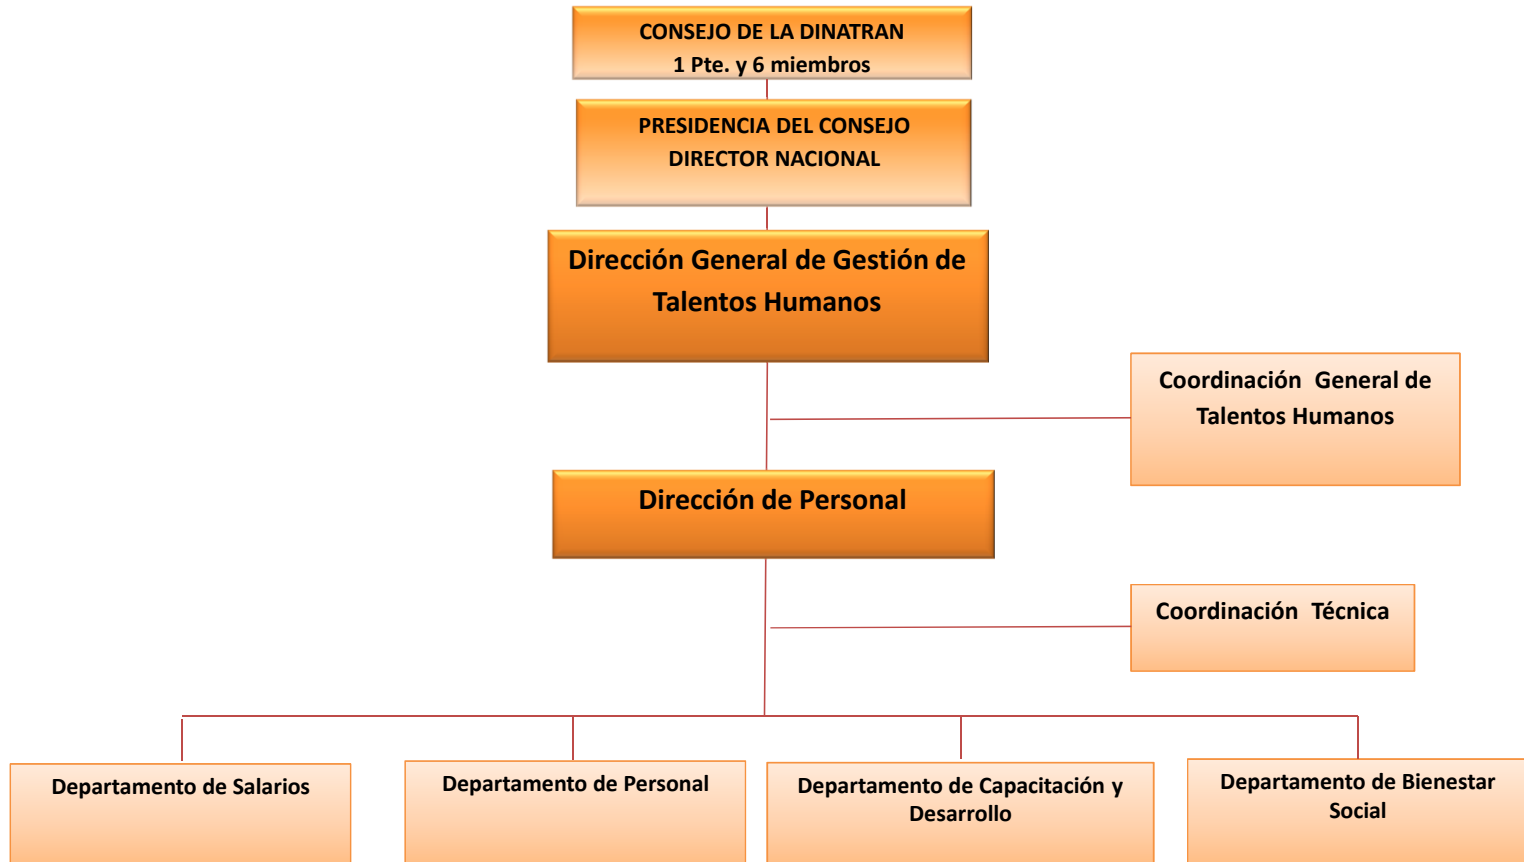 CONSEJO DE LA DINATRAN
1 Pte. y 6 miembros
PRESIDENCIA DEL CONSEJO
DIRECTOR NACIONAL
Dirección General de Gestión de
Talentos Humanos
Coordinación General de
Talentos Humanos
Dirección de Personal
Coordinación Técnica
Departamento de Salarios
Departamento de Personal
Departamento de Capacitación y
Desarrollo
Departamento de Bienestar
Social